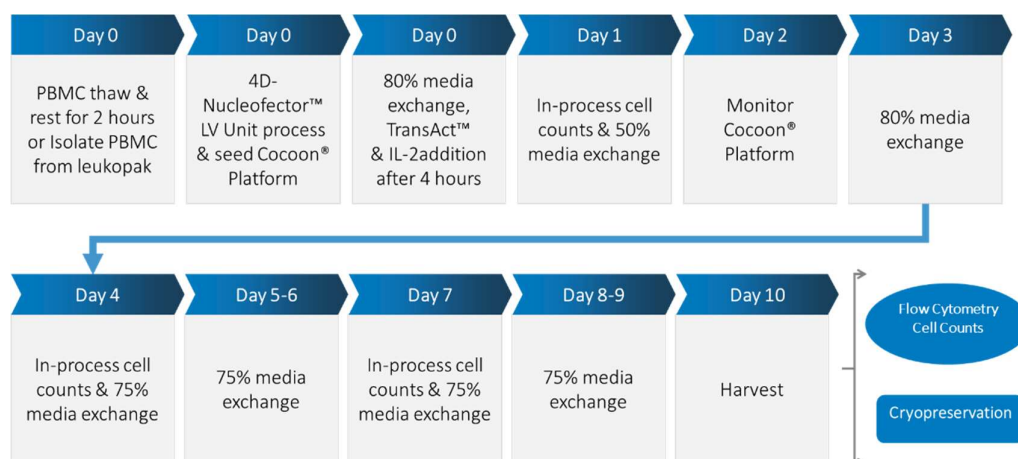 Day 0
Day 0
Day 0
Day 1
Day 2
Day 3
PBMC thaw &
rest for 2 hours
or Isolate PBMC
from leukopak
4D-
Nucleofector™
LV Unit process
& seed Cocoon®
Platform
80% media
exchange,
TransAct™
& IL-2addition
after 4 hours
In-process cell
counts & 50%
media exchange
Monitor
Cocoon®
Platform
80% media
exchange
Day 4
Day 5-6
Day 7
Day 8-9
Day 10
In-process cell
counts & 75%
media exchange
75% media
exchange
In-process cell
counts & 75%
media exchange
75% media
exchange
Harvest
Flow Cytometry
Cell Counts
Cryopreservation